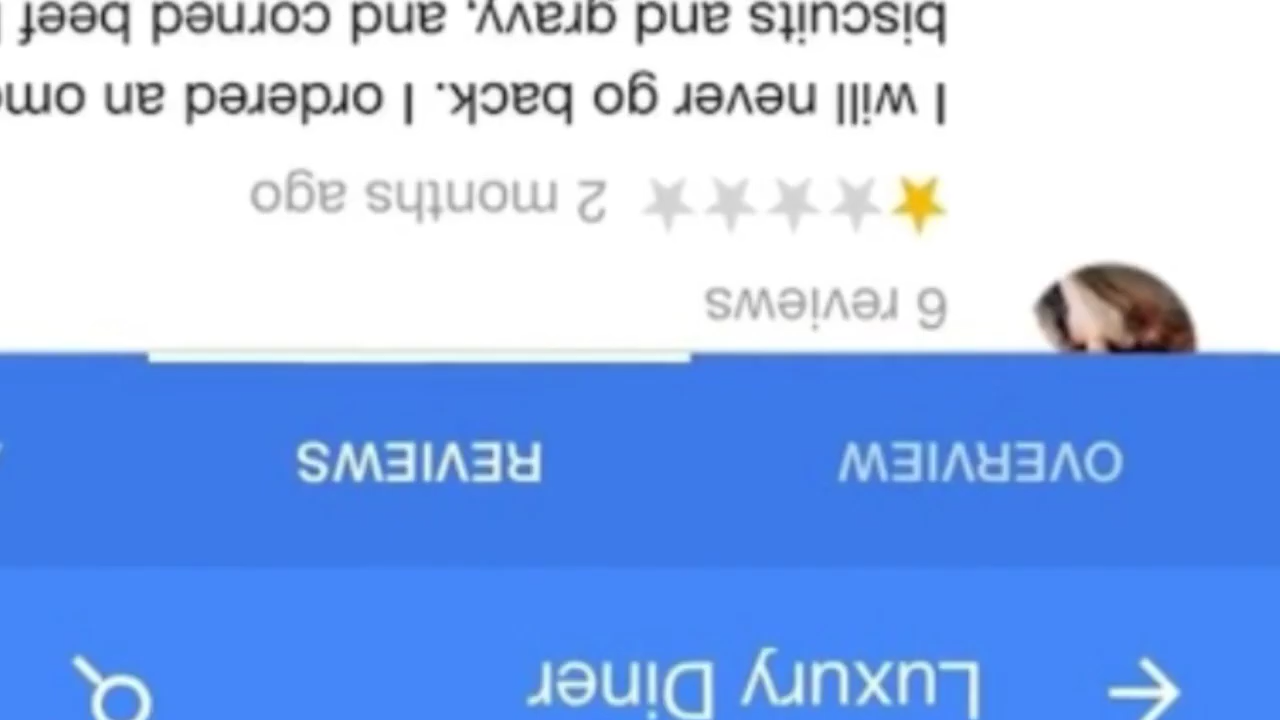 Luxury Diner
OVERVIEW REVIEWS
6 reviews
2 months ago
I will never go back. I ordered an
biscuits and gravy, and corned beef